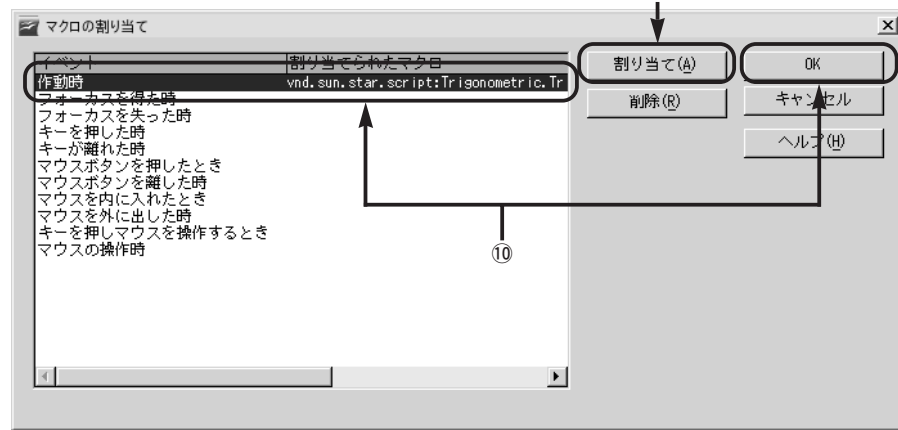 マクロの割り当て
イベント 割り当てられたマクロ
作動時 vnd.sun.star.script:Trigonometric.Tr
フォーカスを得た時
フォーカスを失った時
キーを押した時
キーが離れた時
マウスボタンを押したとき
マウスボタンを離した時
マウスを内に入れたとき
マウスを外に出した時
キーを押しマウスを操作するとき
マウスの操作時
割り当て(A)
削除(R)
OK
キャンセル
ヘルプ(H)
⑩